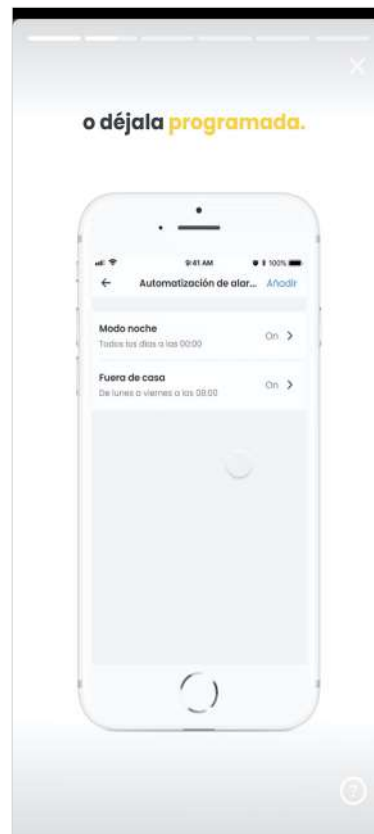 o déjala programada.
9:41 AM
100%
Automatización de alar... Añadir
Modo noche
Todos los días a las 00:00
On
Fuera de casa
De lunes a viernes a las 08:00
On
?